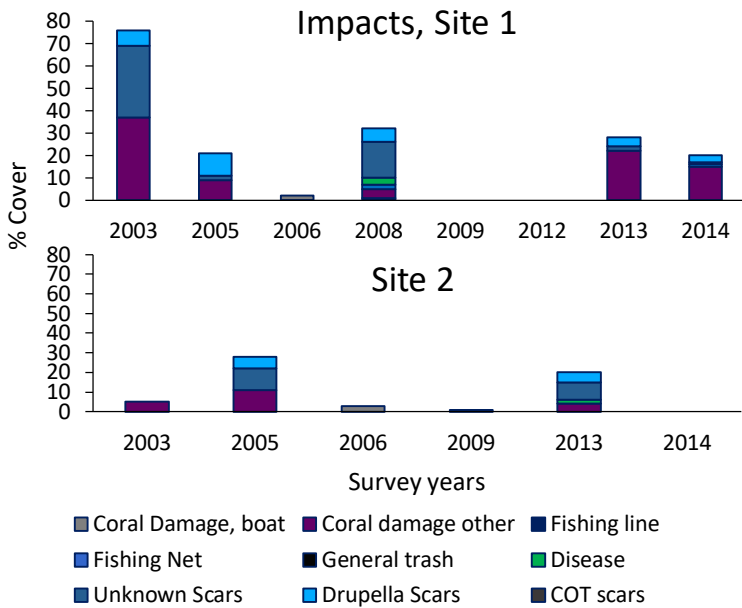 Impacts, Site 1
80
70
60
50
40
30
20
10
0
2003 2005 2006 2008 2009 2012 2013 2014
% Cover
Site 2
80
70
60
50
40
30
20
10
0
2003 2005 2006 2009 2013 2014
Survey years
Coral Damage, boat Coral damage other Fishing line
Fishing Net General trash Disease
Unknown Scars Drupella Scars COT scars